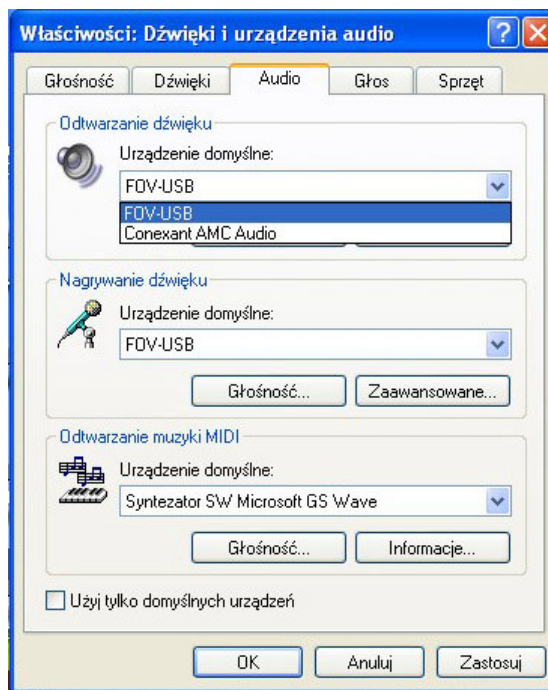 Właściwości: Dźwięki i urządzenia audio
Głośność Dźwięki Audio Głos Sprzęt
Odtwarzanie dźwięku
Urządzenie domyślne:
FOV-USB
FOV-USB
Conexant AMC Audio
Nagrywanie dźwięku
Urządzenie domyślne:
FOV-USB
Głośność... Zaawansowane...
Odtwarzanie muzyki MIDI
Urządzenie domyślne:
Syntezator SW Microsoft GS Wave
Głośność... Informacje...
Użyj tylko domyślnych urządzeń
OK Anuluj Zastosuj